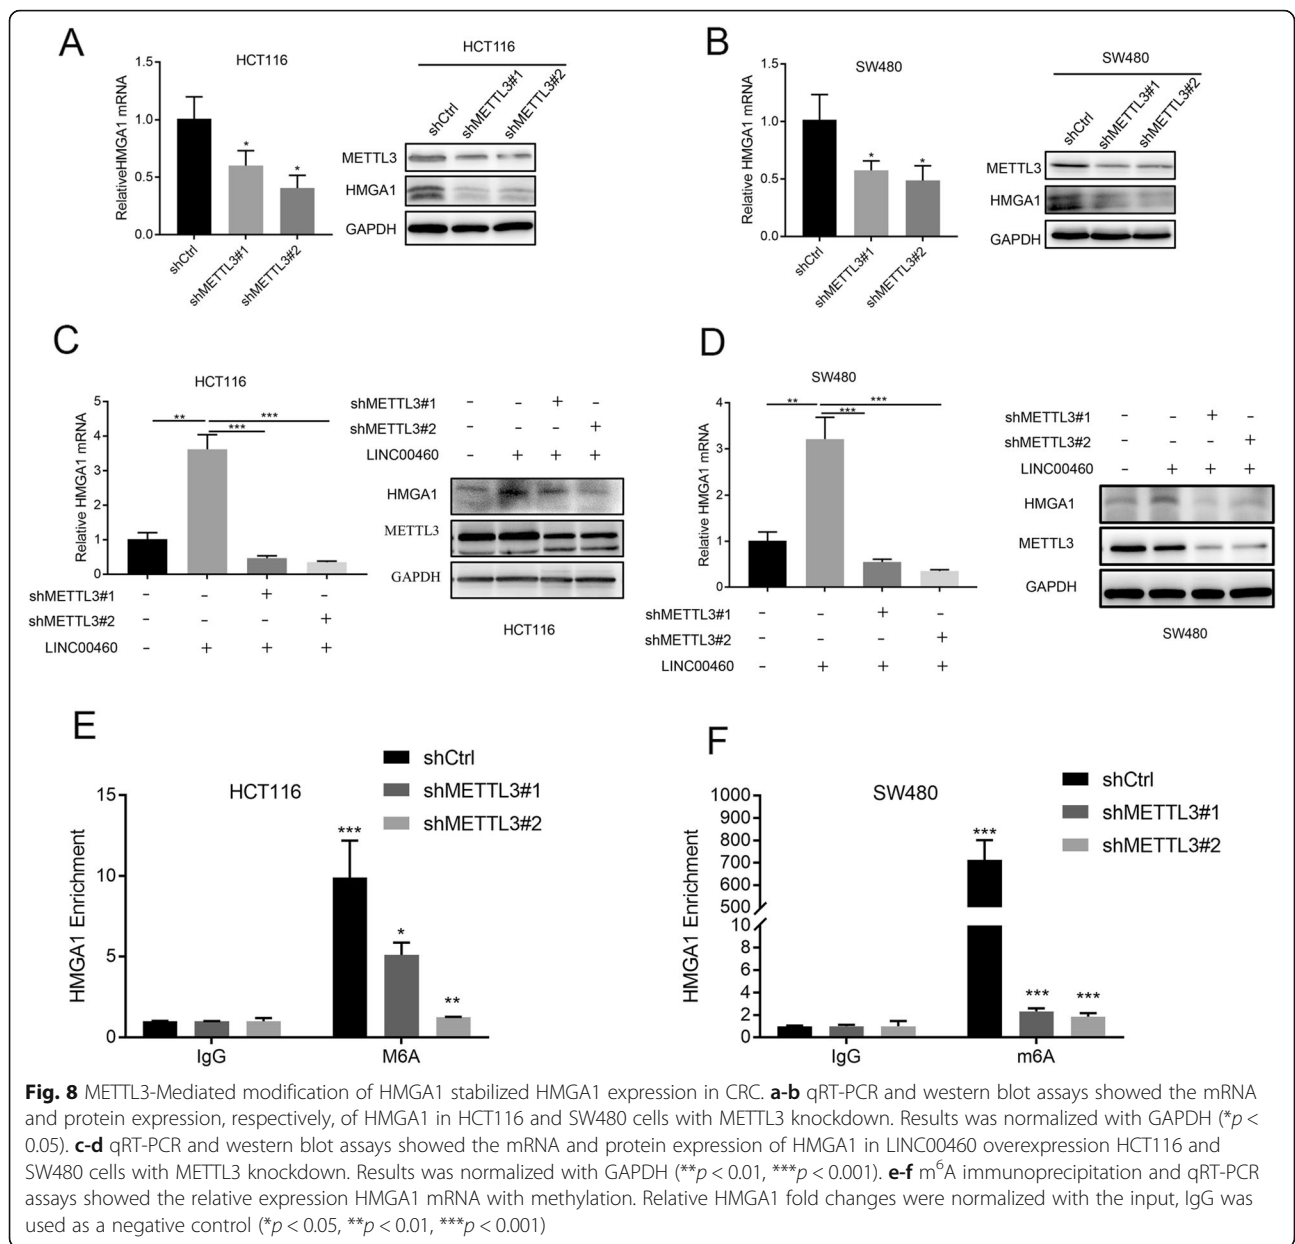 A
HCT116
Relative HMGA1 mRNA
1.5
1.0
0.5
0.0
*
*
shCtrl
shMETTL3#1
shMETTL3#2
HCT116
shCtrl
shMETTL3#1
shMETTL3#2
METTL3
HMGA1
GAPDH
B
SW480
Relative HMGA1 mRNA
1.5
1.0
0.5
0.0
*
*
shCtrl
shMETTL3#1
shMETTL3#2
SW480
shCtrl
shMETTL3#1
shMETTL3#2
METTL3
HMGA1
GAPDH
C
HCT116
Relative HMGA1 mRNA
5
4
3
2
1
0
** ***
***
shMETTL3#1 - - + -
shMETTL3#2 - - - +
LINC00460 - + + +
shMETTL3#1 - - + -
shMETTL3#2 - - - +
LINC00460 - + + +
HMGA1
METTL3
GAPDH
HCT116
D
SW480
Relative HMGA1 mRNA
4
3
2
1
0
** ***
***
shMETTL3#1 - - + -
shMETTL3#2 - - - +
LINC00460 - + + +
shMETTL3#1 - - + -
shMETTL3#2 - - - +
LINC00460 - + + +
HMGA1
METTL3
GAPDH
SW480
E
HCT116
shCtrl
shMETTL3#1
shMETTL3#2
HMGA1 Enrichment
15
10
5
0
***
*
**
IgG M6A
F
SW480
shCtrl
shMETTL3#1
shMETTL3#2
HMGA1 Enrichment
1000
900
800
700
600
500
10
8
6
4
2
0
***
*** ***
IgG m6A
Fig. 8 METTL3-Mediated modification of HMGA1 stabilized HMGA1 expression in CRC. a-b qRT-PCR and western blot assays showed the mRNA
and protein expression, respectively, of HMGA1 in HCT116 and SW480 cells with METTL3 knockdown. Results was normalized with GAPDH (*p <
0.05). c-d qRT-PCR and western blot assays showed the mRNA and protein expression of HMGA1 in LINC00460 overexpression HCT116 and
SW480 cells with METTL3 knockdown. Results was normalized with GAPDH (**p < 0.01, ***p < 0.001). e-f m⁶A immunoprecipitation and qRT-PCR
assays showed the relative expression HMGA1 mRNA with methylation. Relative HMGA1 fold changes were normalized with the input, IgG was
used as a negative control (*p < 0.05, **p < 0.01, ***p < 0.001)